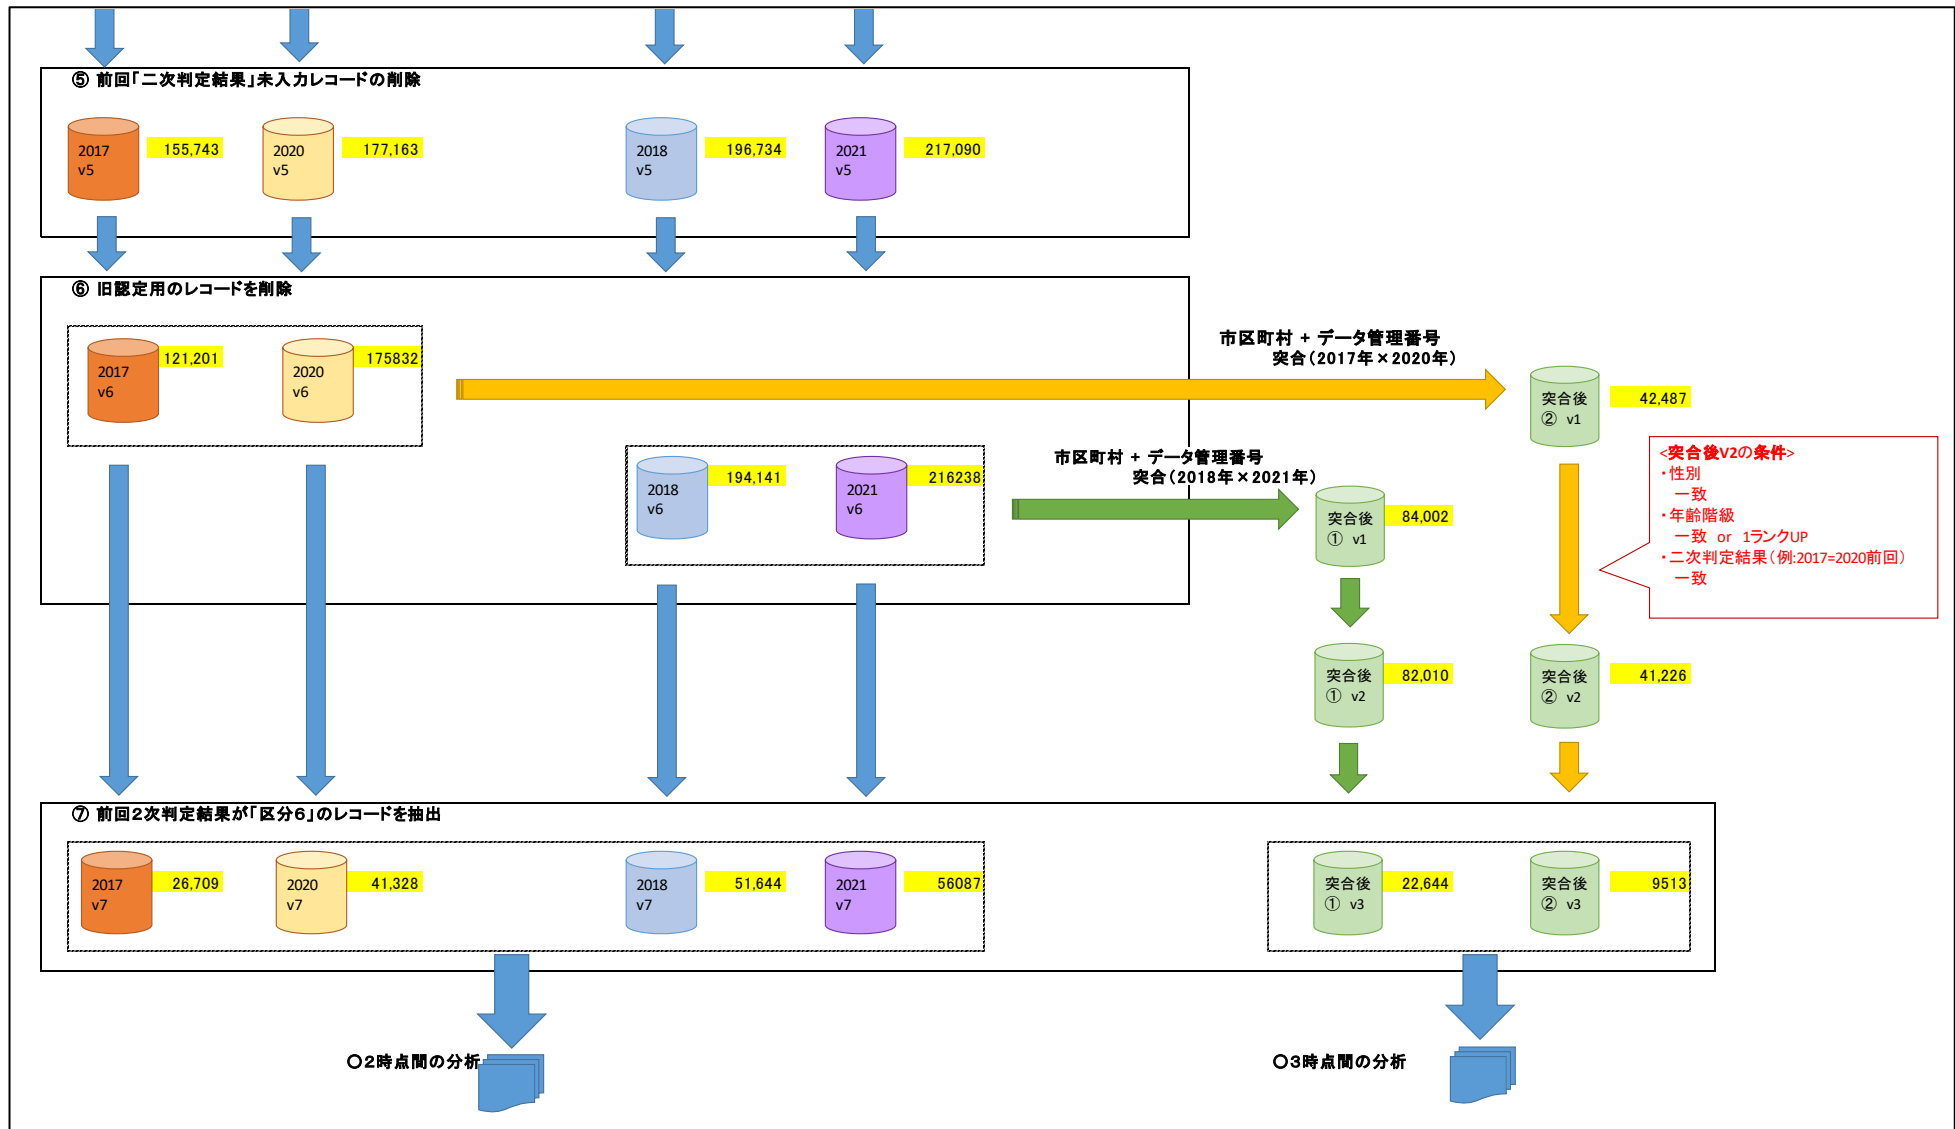 ⑤ 前回「二次判定結果」未入力レコードの削除
2017
v5
155,743
2020
v5
177,163
2018
v5
196,734
2021
v5
217,090
⑥ 旧認定用のレコードを削除
2017
v6
121,201
2020
v6
175832
市区町村 + データ管理番号
突合（2017年×2020年）
突合後
② v1
42,487
2018
v6
194,141
2021
v6
216238
市区町村 + データ管理番号
突合（2018年×2021年）
突合後
① v1
84,002
<突合後V2の条件>
・性別
一致
・年齢階級
一致 or 1ランクUP
・二次判定結果（例:2017=2020前回）
一致
突合後
① v2
82,010
突合後
② v2
41,226
⑦ 前回２次判定結果が「区分６」のレコードを抽出
2017
v7
26,709
2020
v7
41,328
2018
v7
51,644
2021
v7
56087
突合後
① v3
22,644
突合後
② v3
9513
○２時点間の分析
○３時点間の分析